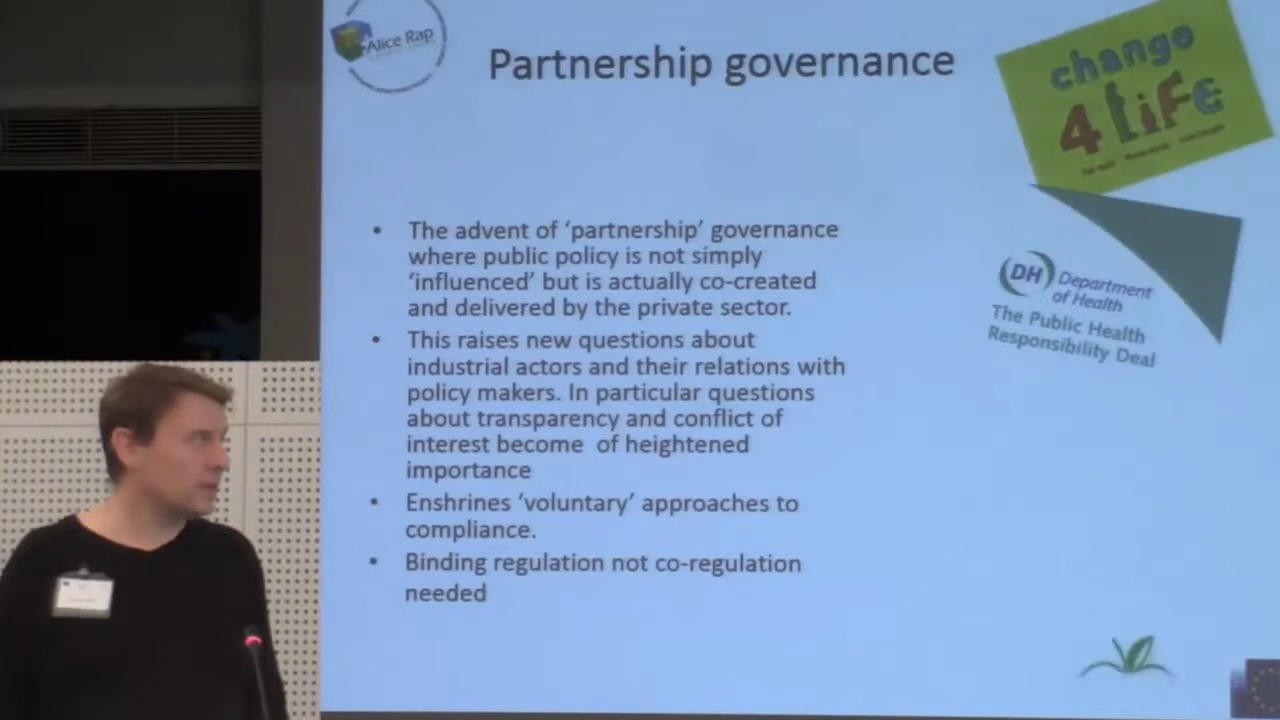 Alice Rap
Partnership governance
change
4 LiFe
• The advent of ‘partnership’ governance
where public policy is not simply
‘influenced’ but is actually co-created
and delivered by the private sector.
• This raises new questions about
industrial actors and their relations with
policy makers. In particular questions
about transparency and conflict of
interest become of heightened
importance
• Enshrines ‘voluntary’ approaches to
compliance.
• Binding regulation not co-regulation
needed
DH Department
of Health
The Public Health
Responsibility Deal